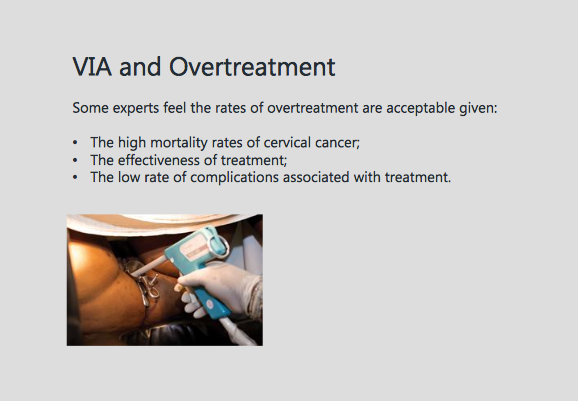 VIA and Overtreatment
Some experts feel the rates of overtreatment are acceptable given:
• The high mortality rates of cervical cancer;
• The effectiveness of treatment;
• The low rate of complications associated with treatment.